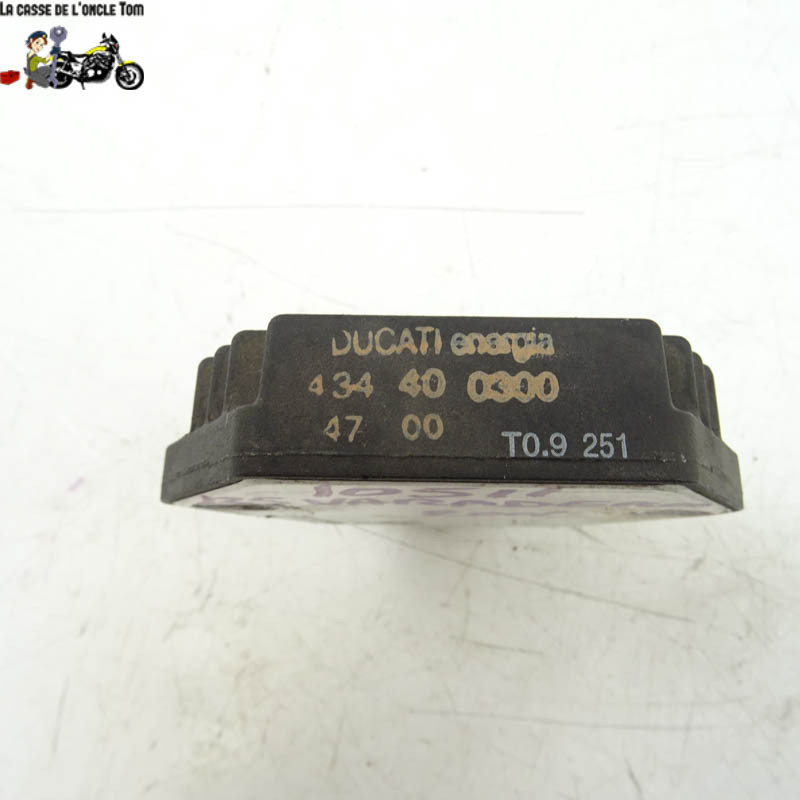 La casse de l'oncle Tom
DUCATI energia
434 40 0300
47 00 T0.9 251